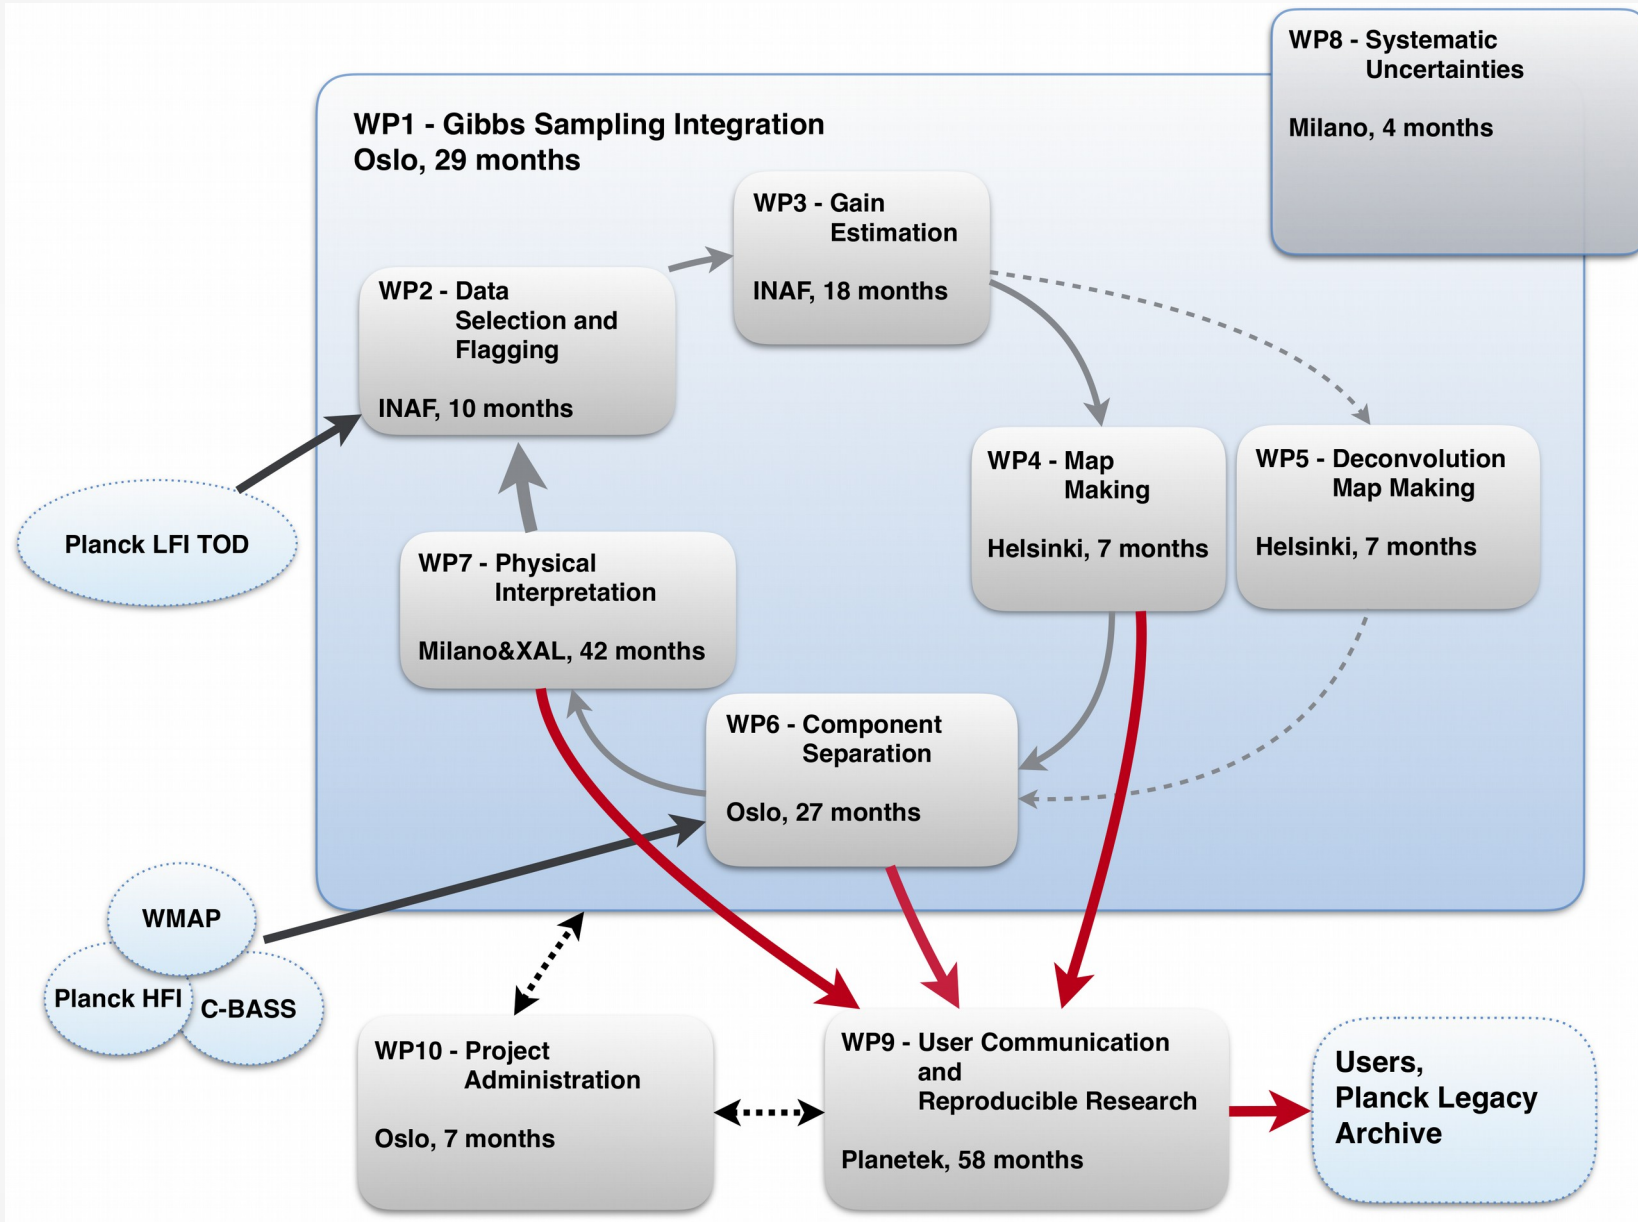 WP8 - Systematic
Uncertainties
Milano, 4 months
WP1 - Gibbs Sampling Integration
Oslo, 29 months
WP3 - Gain
Estimation
INAF, 18 months
WP2 - Data
Selection and
Flagging
INAF, 10 months
WP4 - Map
Making
Helsinki, 7 months
WP5 - Deconvolution
Map Making
Helsinki, 7 months
Planck LFI TOD
WP7 - Physical
Interpretation
Milano&XAL, 42 months
WP6 - Component
Separation
Oslo, 27 months
WMAP
Planck HFI
C-BASS
WP10 - Project
Administration
Oslo, 7 months
WP9 - User Communication
and
Reproducible Research
Planetek, 58 months
Users,
Planck Legacy
Archive